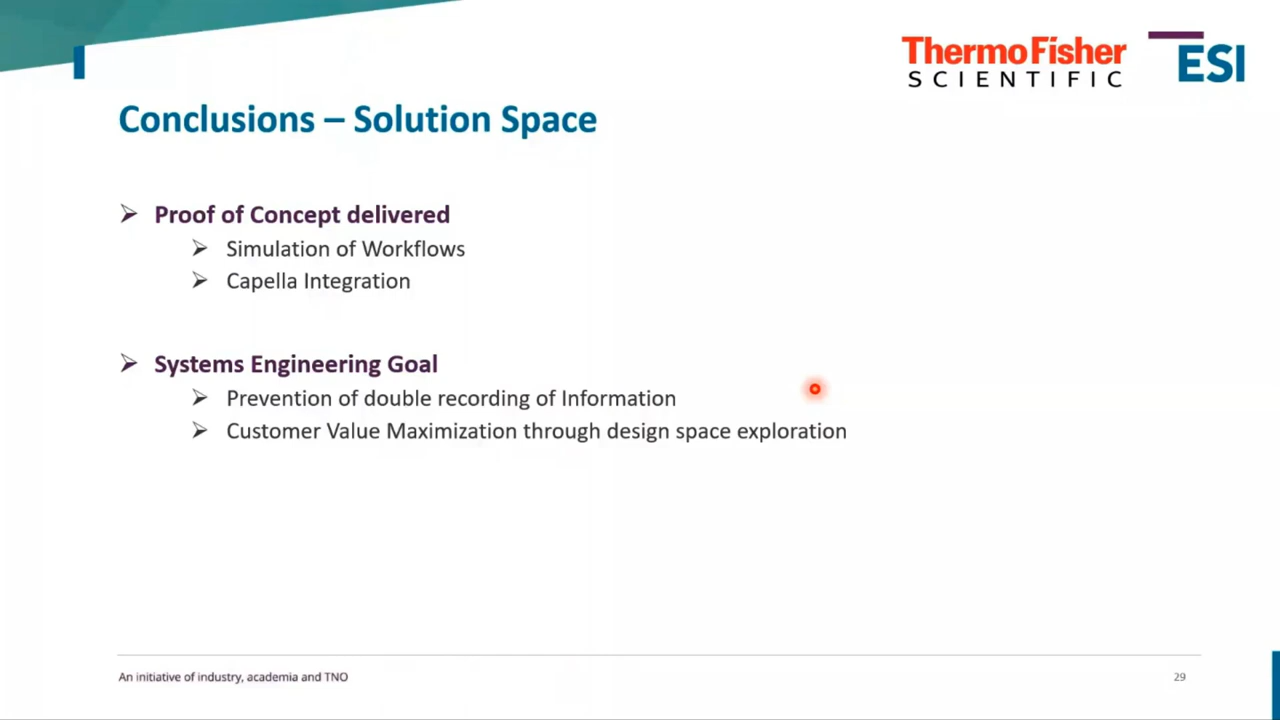 ThermoFisher
SCIENTIFIC
ESI
Conclusions – Solution Space
Proof of Concept delivered
Simulation of Workflows
Capella Integration
Systems Engineering Goal
Prevention of double recording of Information
Customer Value Maximization through design space exploration
An initiative of industry, academia and TNO
29